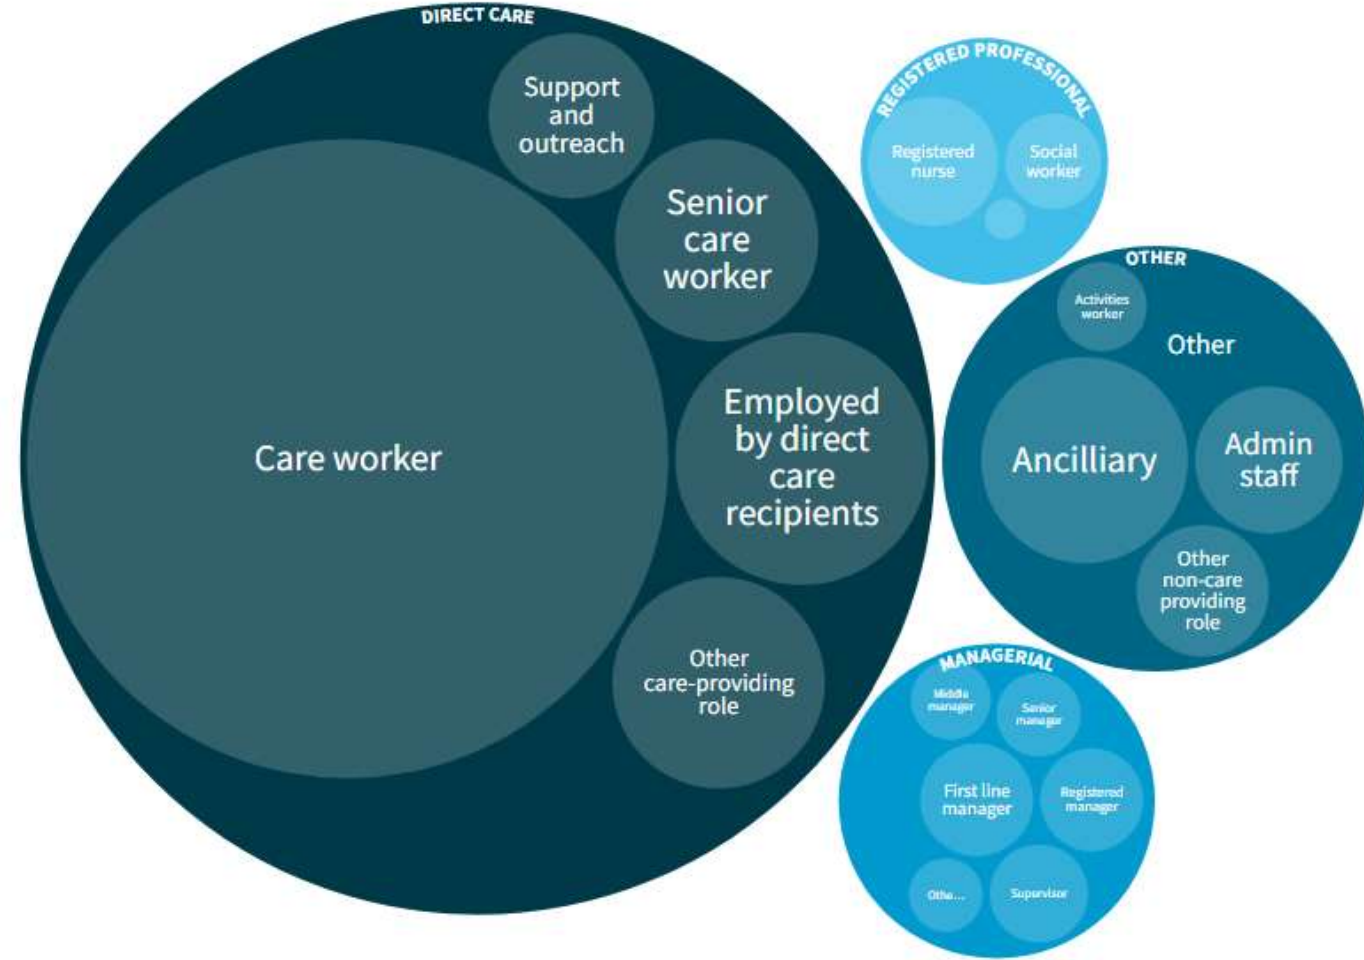 DIRECT CARE
Support
and
outreach
Senior
care
worker
Care worker
Employed
by direct
care
recipients
Other
care-providing
role
REGISTERED PROFESSIONAL
Registered
nurse
Social
worker
OTHER
Activities
worker
Other
Ancilliary
Admin
staff
Other
non-care
providing
role
MANAGERIAL
Middle
manager
Senior
manager
First line
manager
Registered
manager
Othe...
Supervisor